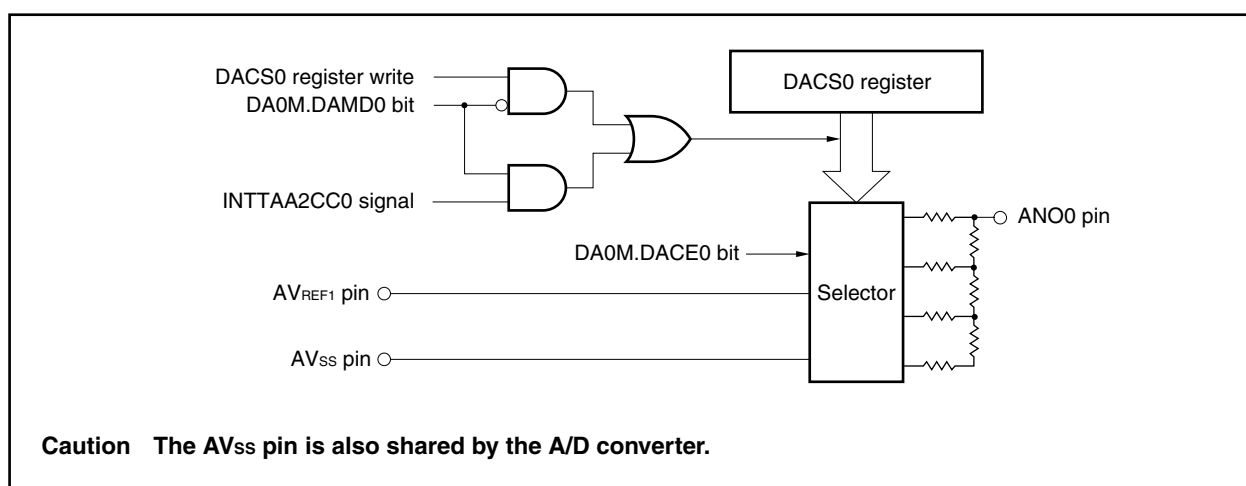 DACS0 register write
DA0M.DAMD0 bit
INTTAA2CC0 signal
DACS0 register
DA0M.DACE0 bit
AVREF1 pin
AVSS pin
Selector
ANO0 pin
Caution The AVSS pin is also shared by the A/D converter.